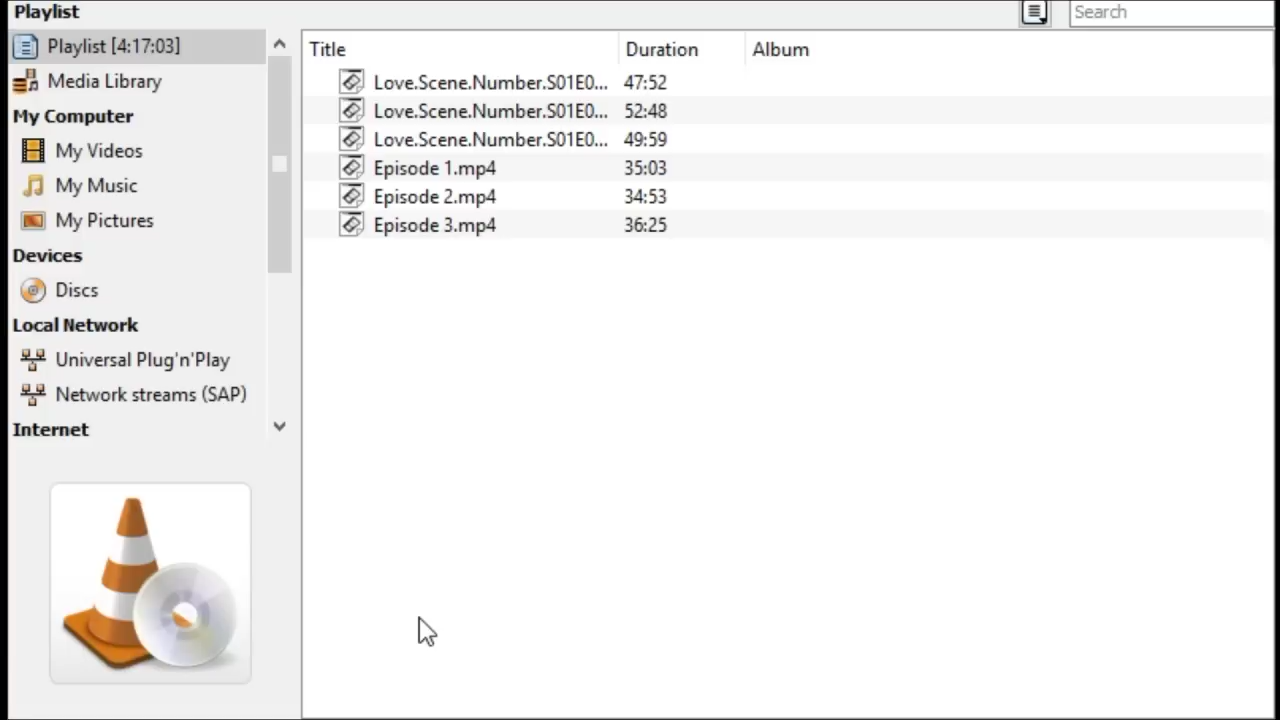 Playlist
Search
Playlist [4:17:03]
Media Library
My Computer
My Videos
My Music
My Pictures
Devices
Discs
Local Network
Universal Plug'n'Play
Network streams (SAP)
Internet
Title Duration Album
Love.Scene.Number.S01E0... 47:52
Love.Scene.Number.S01E0... 52:48
Love.Scene.Number.S01E0... 49:59
Episode 1.mp4 35:03
Episode 2.mp4 34:53
Episode 3.mp4 36:25